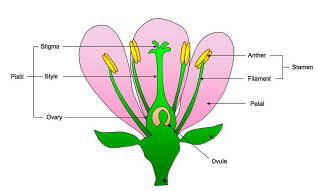 Stigma
Anther
Stamen
Pistil
Style
Filament
Petal
Ovary
Ovule